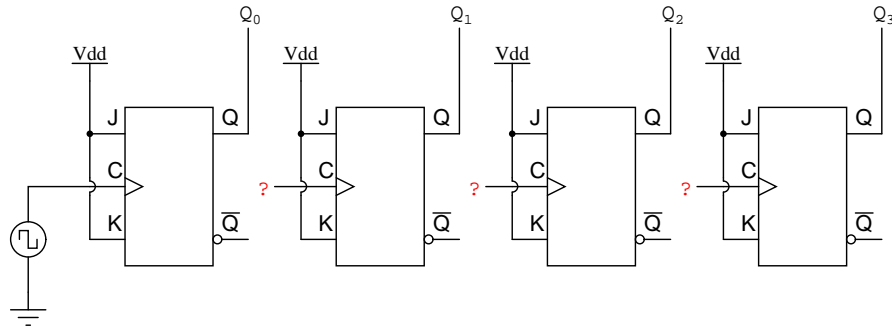 Q0 Q1 Q2 Q3
Vdd Vdd Vdd Vdd
J Q J Q J Q J Q
C ? C ? C ? C
K Q̅ K Q̅ K Q̅ K Q̅